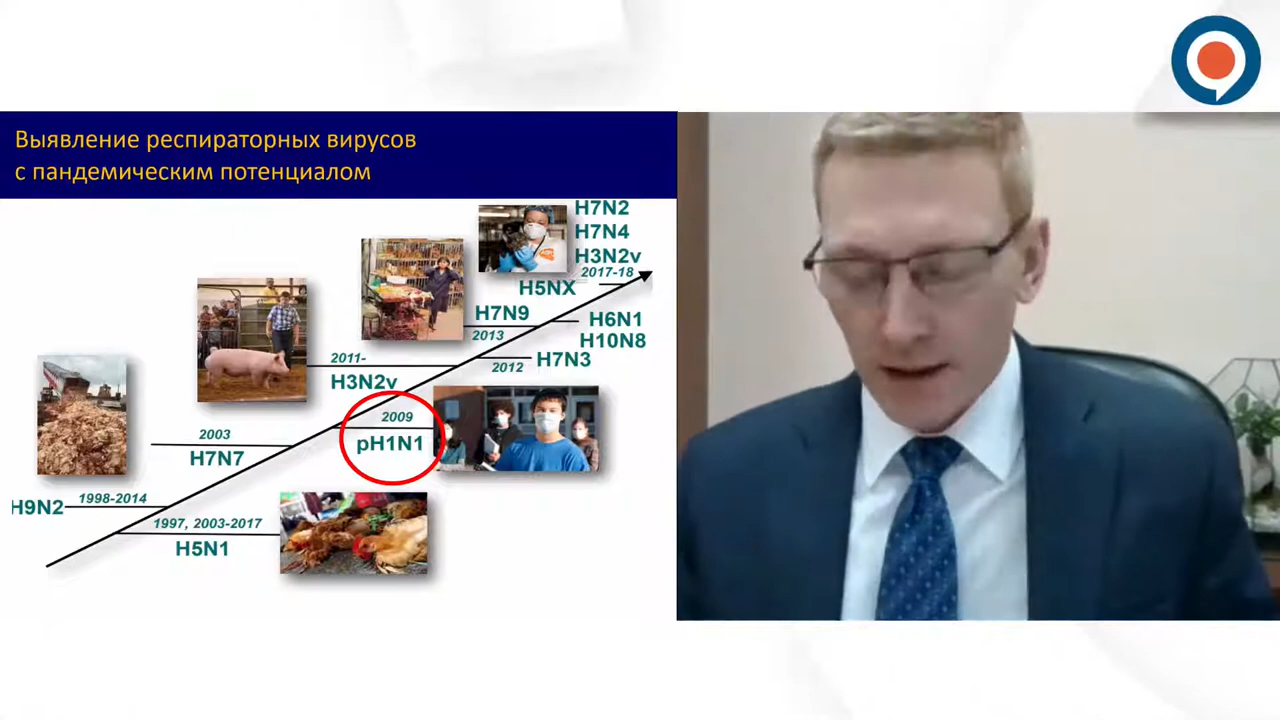 Выявление респираторных вирусов
с пандемическим потенциалом
H7N2
H7N4
H3N2v
2017-18
H5NX
H7N9
2013
H6N1
H10N8
2012
H7N3
2011-
H3N2v
2009
pH1N1
2003
H7N7
H9N2
1998-2014
1997, 2003-2017
H5N1